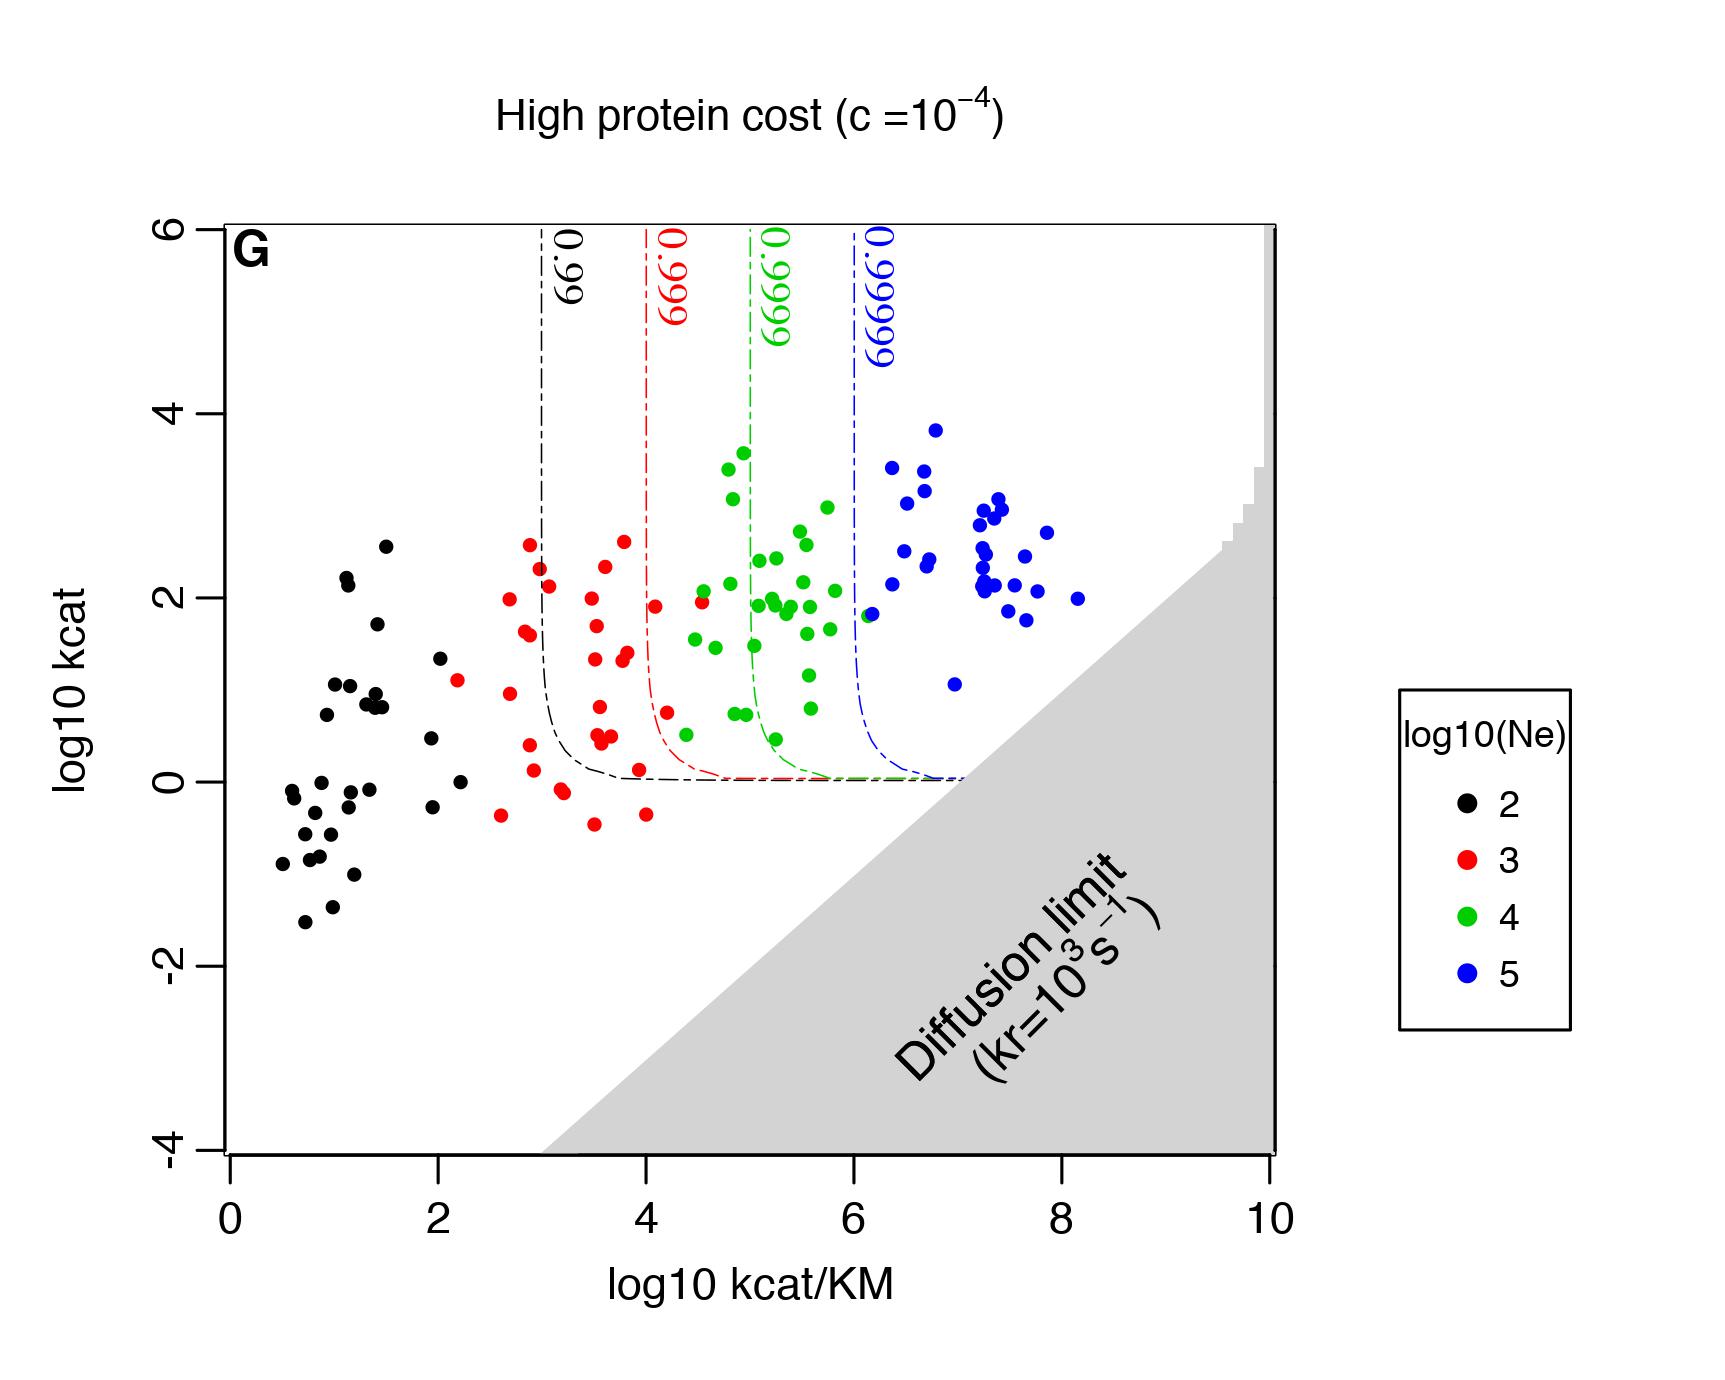 High protein cost (c =10⁻⁴)
G
0.99
0.999
0.9999
0.99999
6
4
2
0
-2
-4
log10 kcat
Diffusion limit
(kr=10³s⁻¹)
0 2 4 6 8 10
log10 kcat/KM
log10(Ne)
2
3
4
5